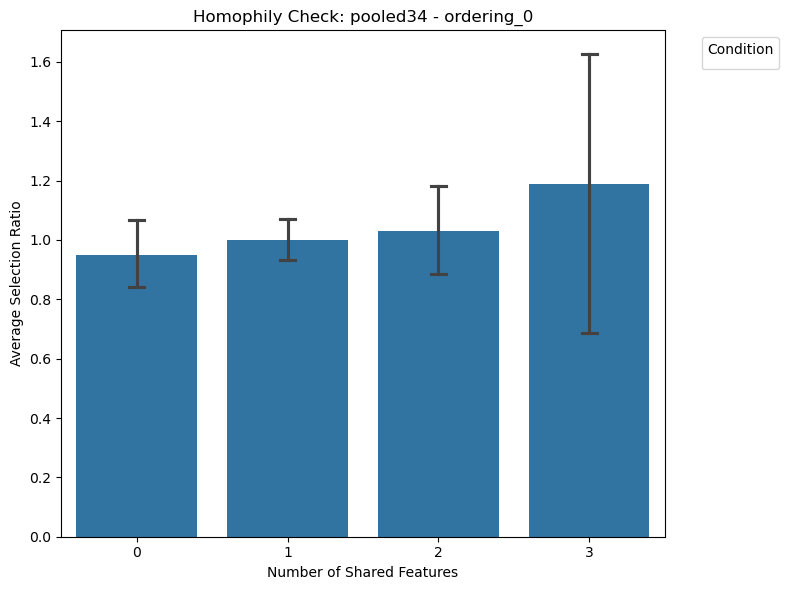 Homophily Check: pooled34 - ordering_0
Condition
Average Selection Ratio
1.6
1.4
1.2
1.0
0.8
0.6
0.4
0.2
0.0
0 1 2 3
Number of Shared Features